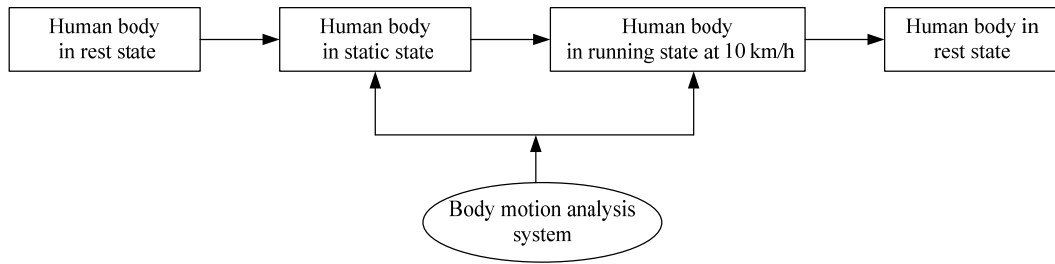 Human body
in rest state
Human body
in static state
Human body
in running state at 10 km/h
Human body in
rest state
Body motion analysis
system